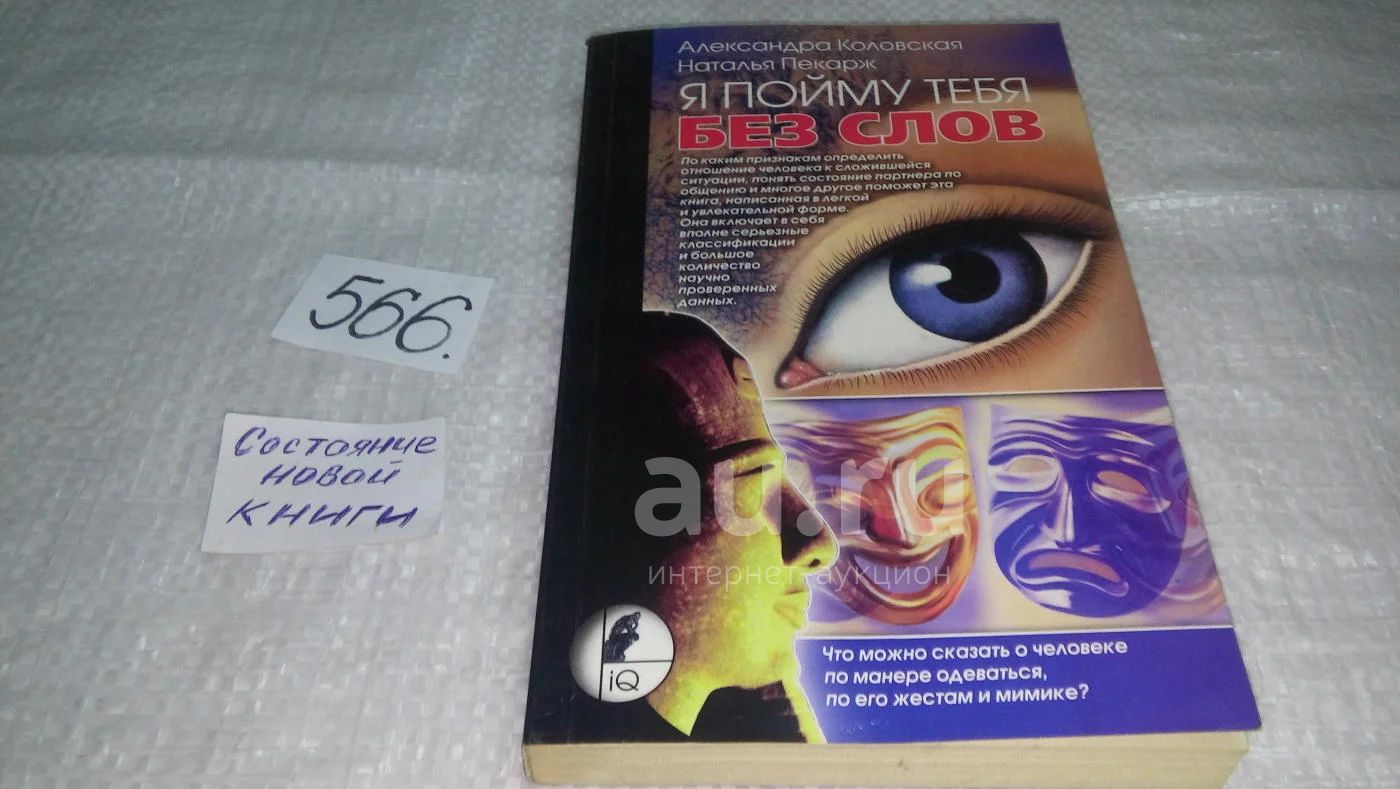 Александра Коловская
Наталья Пекарж
Я ПОЙМУ ТЕБЯ
БЕЗ СЛОВ
По каким признакам определить
отношение человека к сложившейся
ситуации, понять состояние партнера по
общению и многое другое поможет эта
книга, написанная в легкой
и увлекательной форме.
Она включает в себя
вполне серьезные
классификации
и большое
количество
научно
проверенных
данных.
566.
Состояние
новой
книги
au.ru
интернет-аукцион
iQ
Что можно сказать о человеке
по манере одеваться,
по его жестам и мимике?